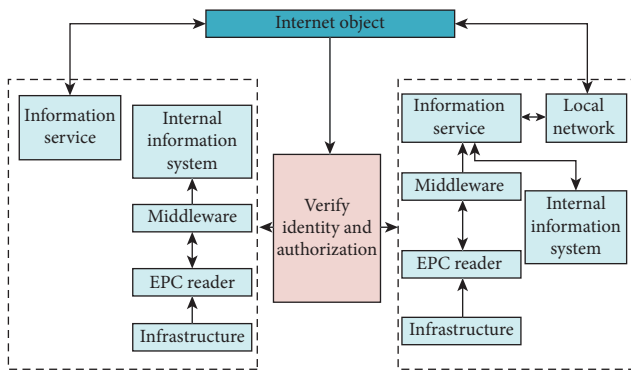 Internet object
Information
service
Internal
information
system
Middleware
EPC reader
Infrastructure
Verify
identity and
authorization
Information
service
Local
network
Middleware
Internal
information
system
EPC reader
Infrastructure